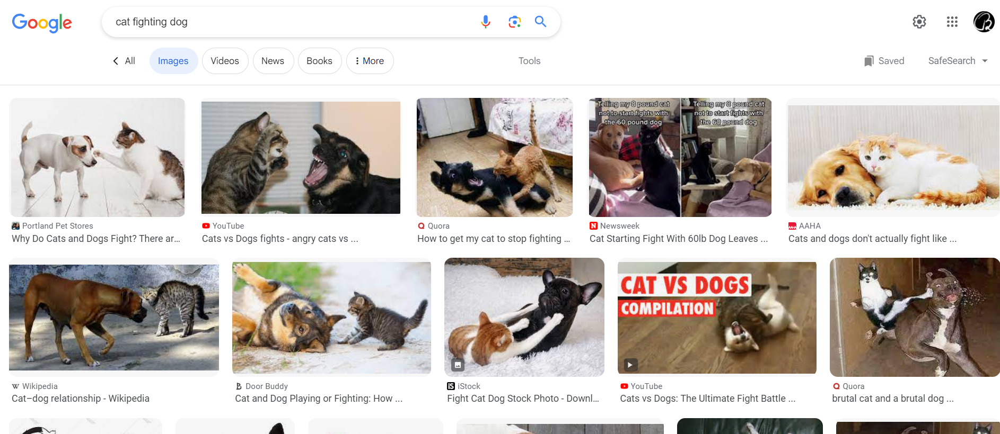 Google
cat fighting dog
All
Images
Videos
News
Books
More
Tools
Saved
SafeSearch
Telling my 8 pound cat
not to start fights with
the 60 pound dog
Telling my 8 pound cat
not to start fights with
the 60 pound dog
Portland Pet Stores
Why Do Cats and Dogs Fight? There ar...
YouTube
Cats vs Dogs fights - angry cats vs ...
Quora
How to get my cat to stop fighting ...
Newsweek
Cat Starting Fight With 60lb Dog Leaves ...
AAHA
Cats and dogs don't actually fight like ...
CAT VS DOGS
COMPILATION
Wikipedia
Cat–dog relationship - Wikipedia
Door Buddy
Cat and Dog Playing or Fighting: How ...
iS
iStock
Fight Cat Dog Stock Photo - Downl...
YouTube
Cats vs Dogs: The Ultimate Fight Battle ...
Quora
brutal cat and a brutal dog ...